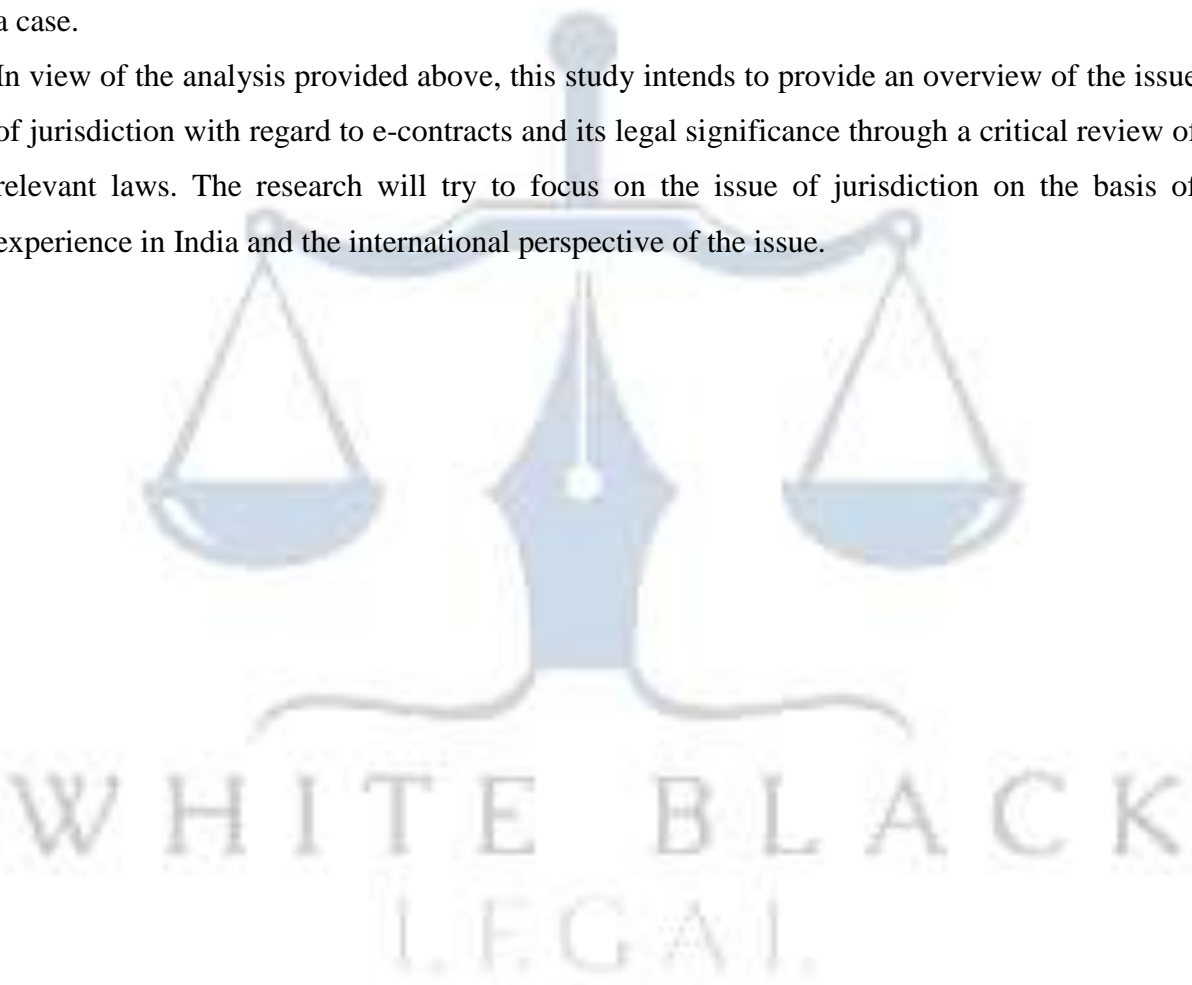 a case.
In view of the analysis provided above, this study intends to provide an overview of the issue
of jurisdiction with regard to e-contracts and its legal significance through a critical review of
relevant laws. The research will try to focus on the issue of jurisdiction on the basis of
experience in India and the international perspective of the issue.
WHITE BLACK
LEGAL